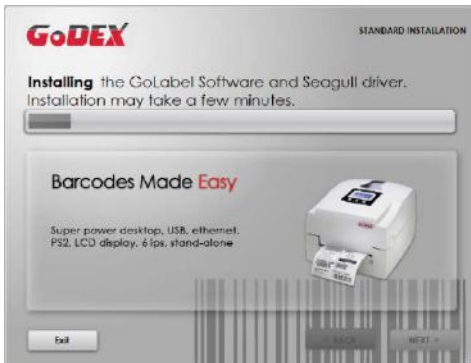 GoDEX
STANDARD INSTALLATION
Installing the GoLabel Software and Seagull driver.
Installation may take a few minutes.
Barcodes Made Easy
Super power desktop, USB, ethernet,
PS2, LCD display, 6 ips, stand-alone
Exit
< BACK
NEXT >